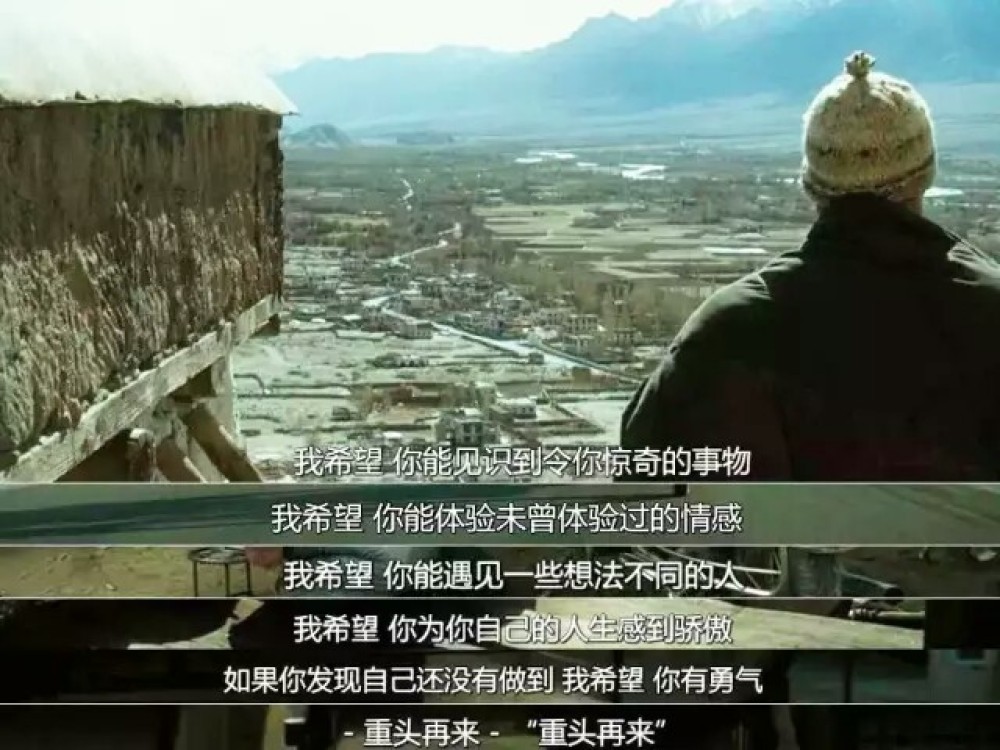 我希望 你能见识到令你惊奇的事物
我希望 你能体验未曾体验过的情感
我希望 你能遇见一些想法不同的人
我希望 你为你自己的人生感到骄傲
如果你发现自己还没有做到 我希望 你有勇气
- 重头再来 - “重头再来”